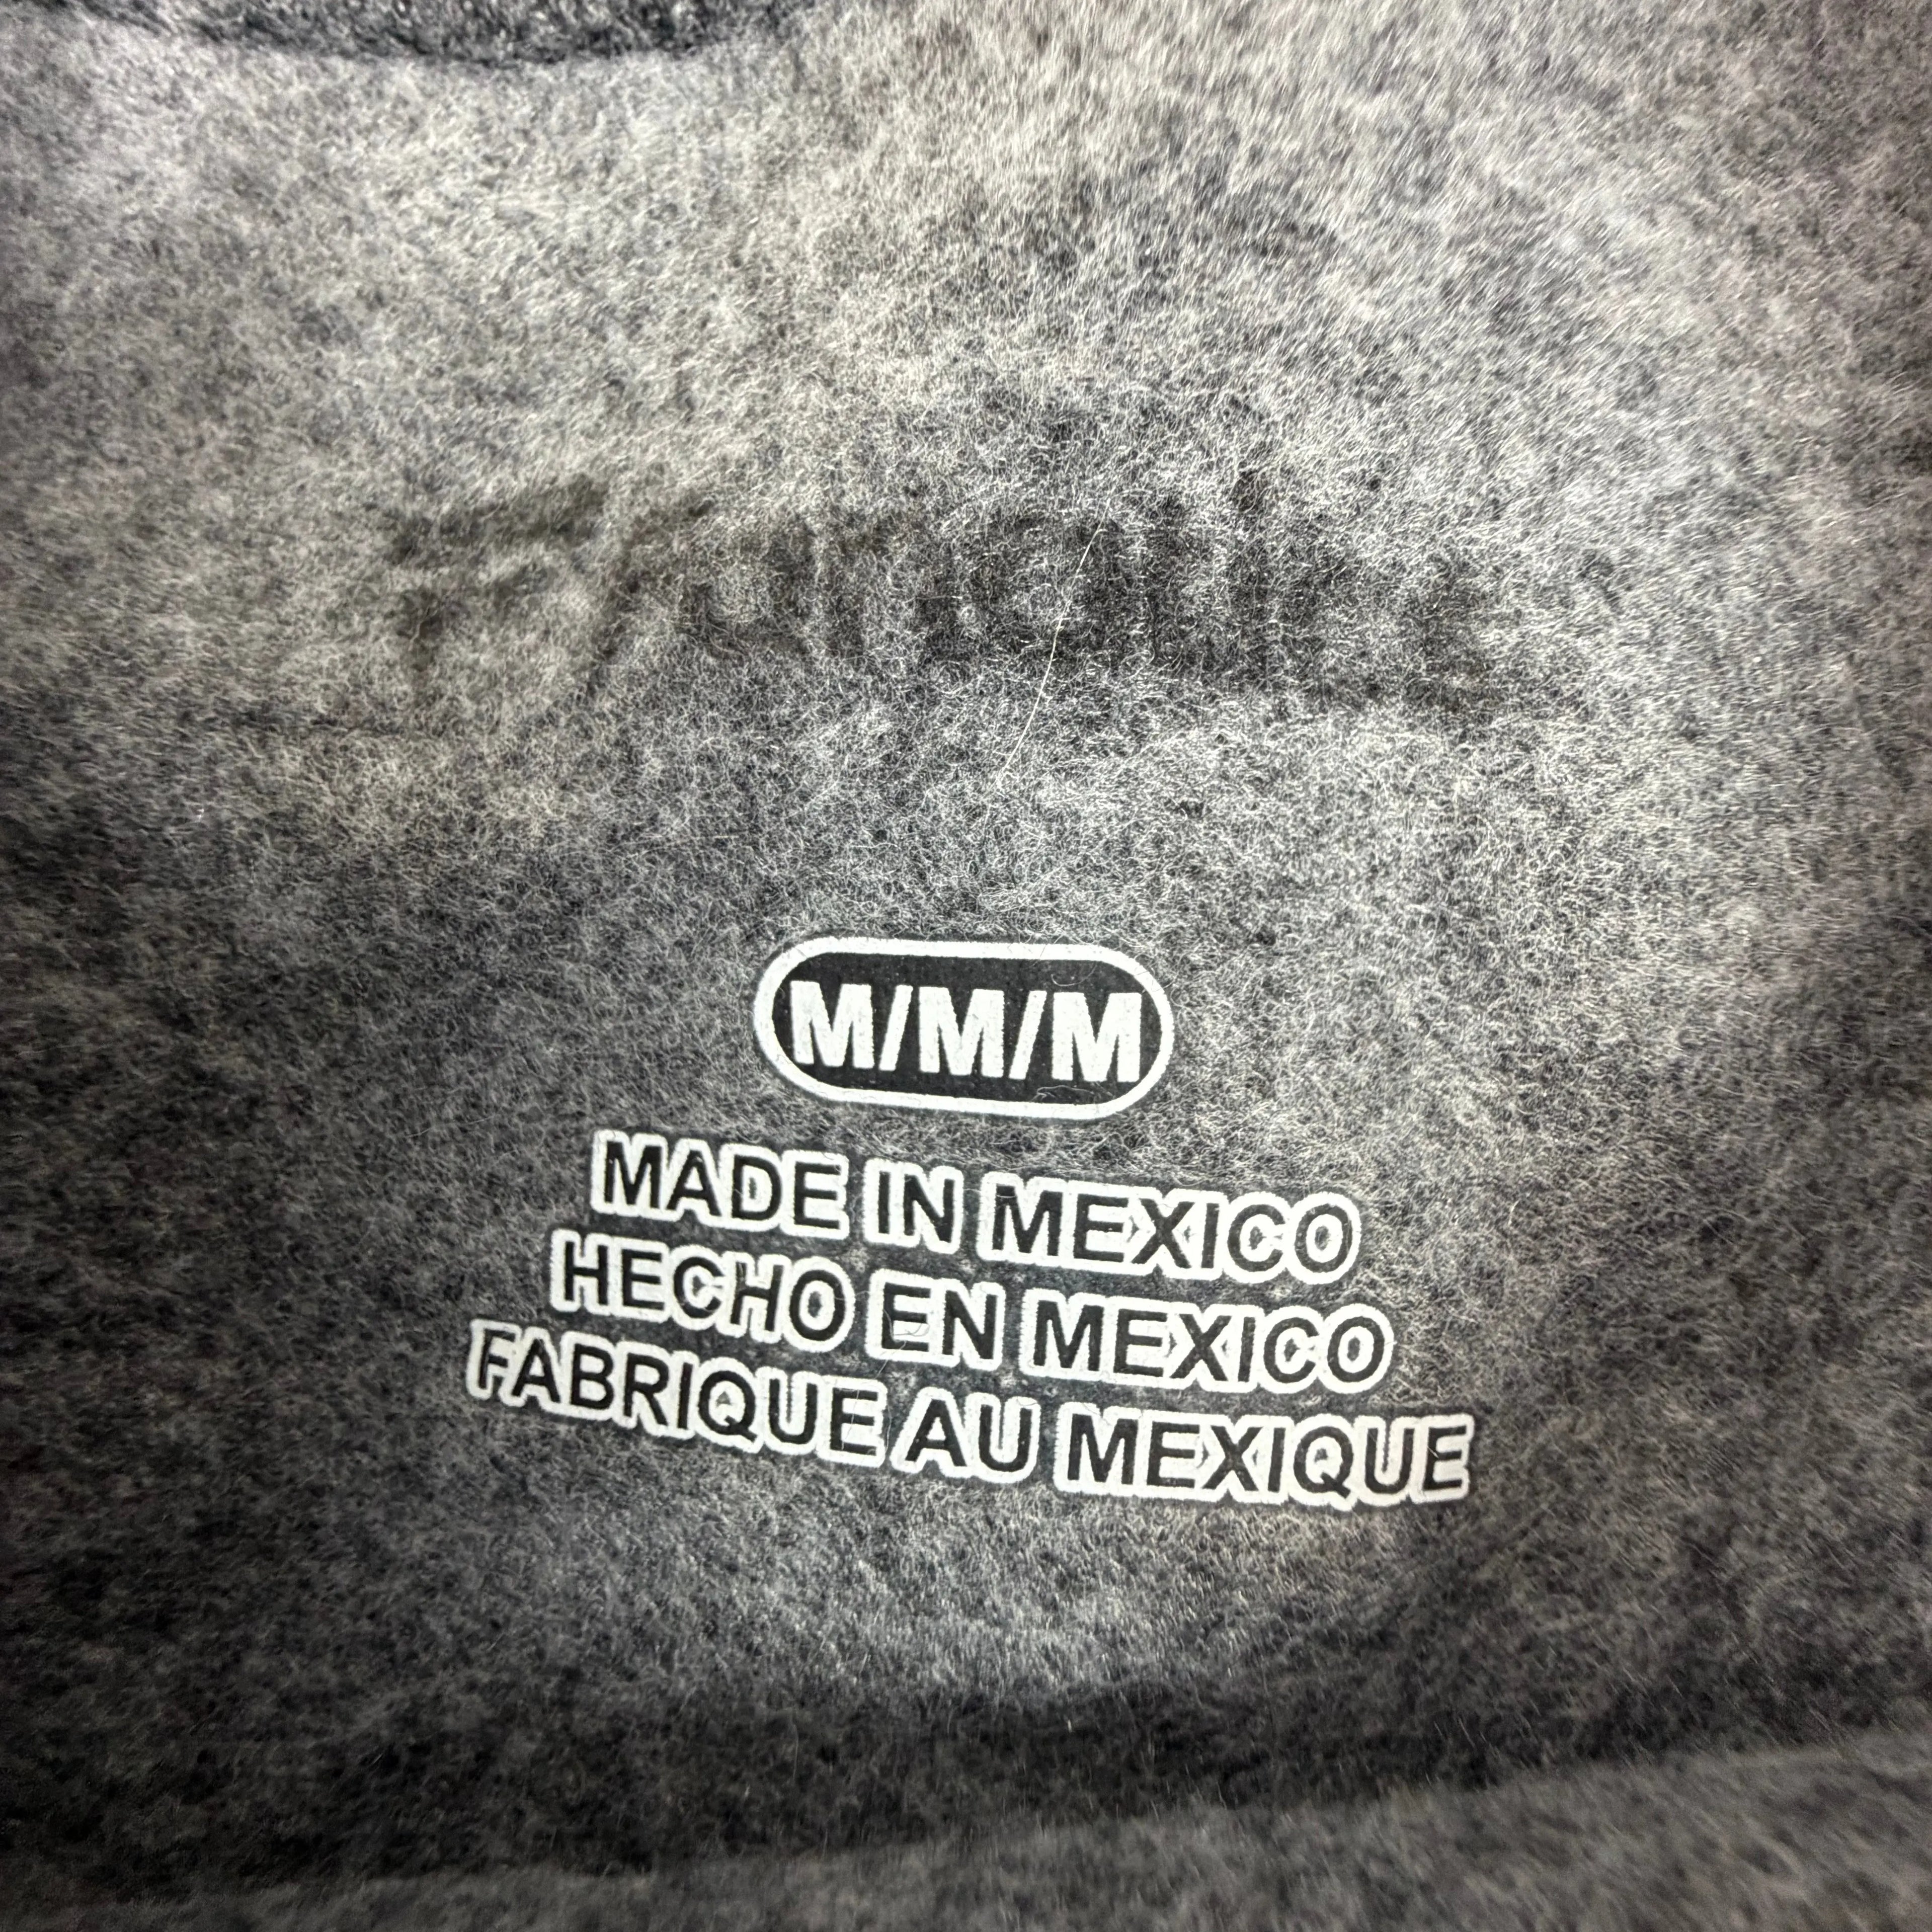 M/M/M
MADE IN MEXICO
HECHO EN MEXICO
FABRIQUE AU MEXIQUE